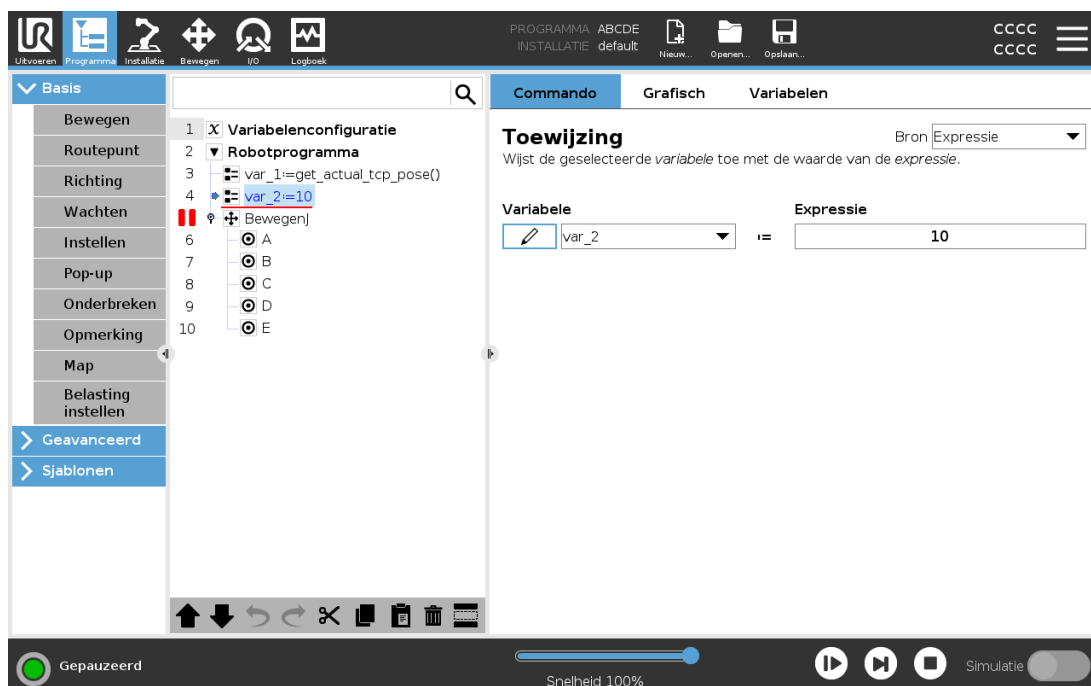 UR
Uitvoeren
Programma
Installatie
Bewegen
I/O
Logboek
PROGRAMMA ABCDE
INSTALLATIE default
Nieuw...
Openen...
Opslaan...
CCCC
CCCC
Basis
Bewegen
Routepunt
Richting
Wachten
Instellen
Pop-up
Onderbreken
Opmerking
Map
Belasting
instellen
Geavanceerd
Sjablonen
1 Variabelenconfiguratie
2 Robotprogramma
3 var_1:=get_actual_tcp_pose()
4 var_2:=10
BewegenJ
6 A
7 B
8 C
9 D
10 E
Commando Grafisch Variabelen
Toewijzing
Bron Expressie
Wijst de geselecteerde variabele toe met de waarde van de expressie.
Variabele Expressie
var_2 := 10
Gepauzeerd
Snelheid 100%
Simulatie